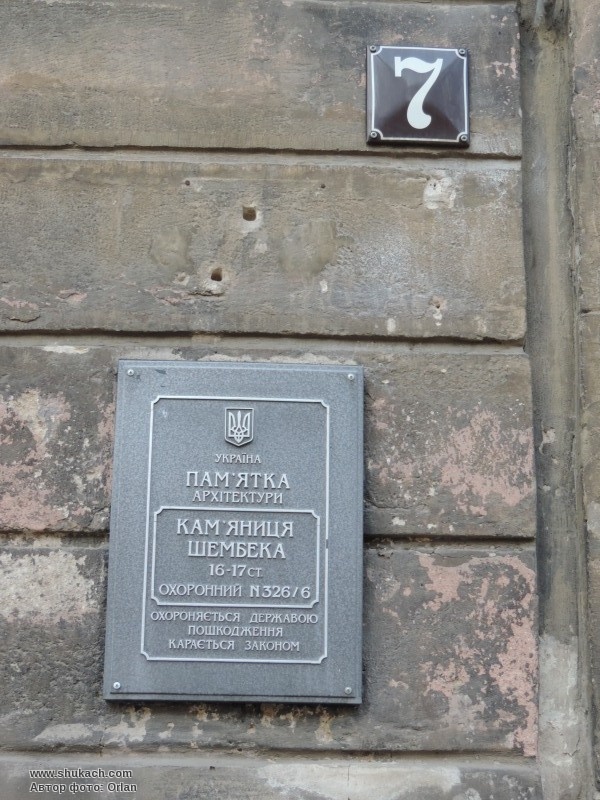 7
УКРАЇНА
ПАМ'ЯТКА
АРХІТЕКТУРИ
КАМ'ЯНИЦЯ
ШЕМБЕКА
16-17 СТ.
ОХОРОННИЙ N 326/6
ОХОРОНЯЄТЬСЯ ДЕРЖАВОЮ
ПОШКОДЖЕННЯ
КАРАЄТЬСЯ ЗАКОНОМ
www.shukach.com
Автор фото: Orlan